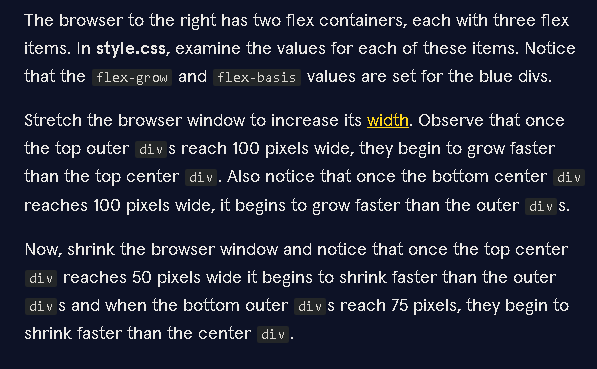 The browser to the right has two flex containers, each with three flex
items. In style.css, examine the values for each of these items. Notice
that the flex-grow and flex-basis values are set for the blue divs.
Stretch the browser window to increase its width. Observe that once
the top outer divs reach 100 pixels wide, they begin to grow faster
than the top center div. Also notice that once the bottom center div
reaches 100 pixels wide, it begins to grow faster than the outer divs.
Now, shrink the browser window and notice that once the top center
div reaches 50 pixels wide it begins to shrink faster than the outer
divs and when the bottom outer divs reach 75 pixels, they begin to
shrink faster than the center div.